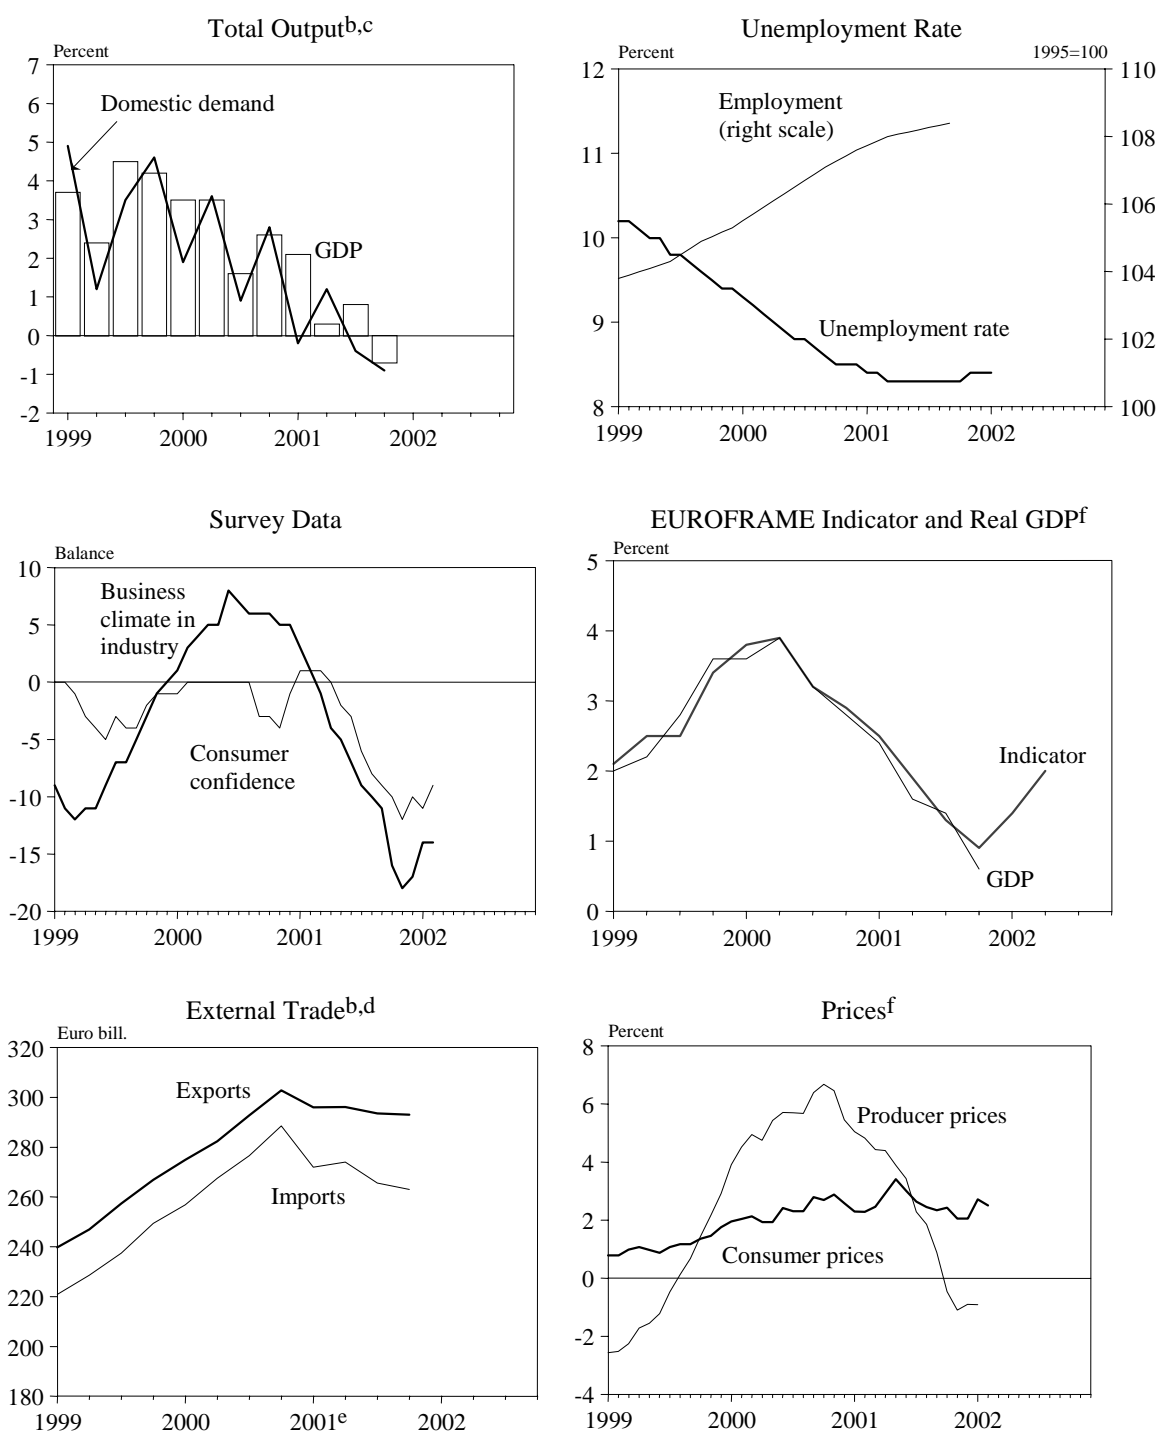 Total Outputb,c
Percent
7
6
5
4
3
2
1
0
-1
-2
Domestic demand
GDP
1999 2000 2001 2002
Unemployment Rate
Percent 1995=100
12
11
10
9
8
110
108
106
104
102
100
Employment
(right scale)
Unemployment rate
1999 2000 2001 2002
Survey Data
Balance
10
5
0
-5
-10
-15
-20
Business
climate in
industry
Consumer
confidence
1999 2000 2001 2002
EUROFRAME Indicator and Real GDPf
Percent
5
4
3
2
1
0
Indicator
GDP
1999 2000 2001 2002
External Tradeb,d
Euro bill.
320
300
280
260
240
220
200
180
Exports
Imports
1999 2000 2001e 2002
Pricesf
Percent
8
6
4
2
0
-2
-4
Producer prices
Consumer prices
1999 2000 2001 2002